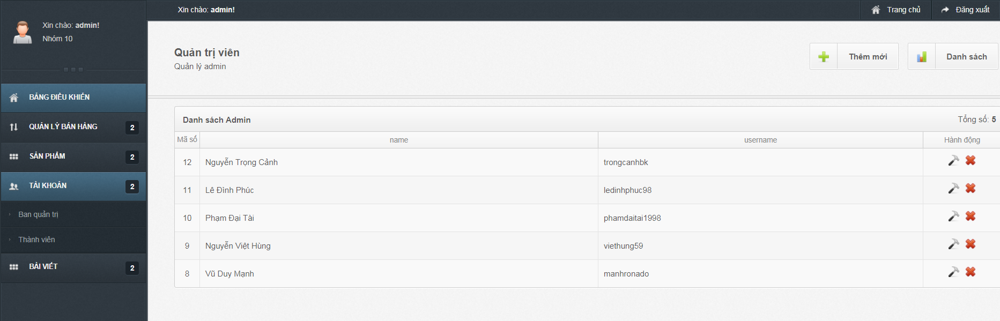 Xin chào: admin!
Nhóm 10
BẢNG ĐIỀU KHIỂN
QUẢN LÝ BÁN HÀNG 2
SẢN PHẨM 2
TÀI KHOẢN 2
Ban quản trị
Thành viên
BÀI VIẾT 2
Xin chào: admin! Trang chủ Đăng xuất
Quản trị viên
Quản lý admin
Thêm mới Danh sách
Danh sách Admin Tổng số: 5
Mã số name username Hành động
12 Nguyễn Trọng Cảnh trongcanhbk
11 Lê Đình Phúc ledinhphuc98
10 Phạm Đại Tài phamdaitai1998
9 Nguyễn Việt Hùng viethung59
8 Vũ Duy Mạnh manhronado